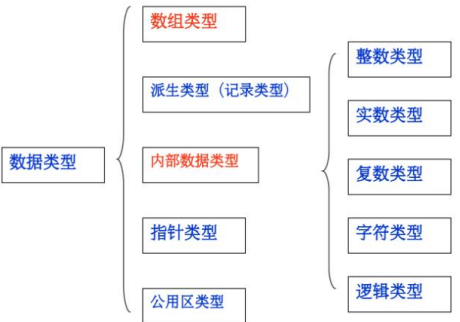 数据类型
数组类型
派生类型（记录类型）
内部数据类型
指针类型
公用区类型
整数类型
实数类型
复数类型
字符类型
逻辑类型